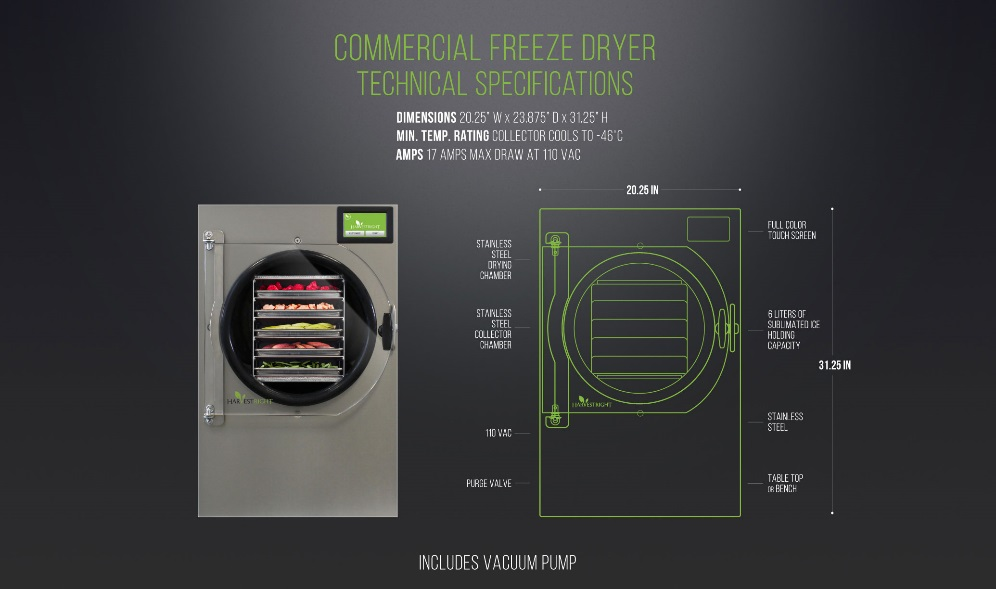 COMMERCIAL FREEZE DRYER
TECHNICAL SPECIFICATIONS
DIMENSIONS 20.25" W x 23.875" D x 31.25" H
MIN. TEMP. RATING COLLECTOR COOLS TO -46°C
AMPS 17 AMPS MAX DRAW AT 110 VAC
20.25 IN
HARVESTRIGHT
HARVESTRIGHT
STAINLESS
STEEL
DRYING
CHAMBER
STAINLESS
STEEL
COLLECTOR
CHAMBER
110 VAC
PURGE VALVE
HARVESTRIGHT
FULL COLOR
TOUCH SCREEN
6 LITERS OF
SUBLIMATED ICE
HOLDING
CAPACITY
31.25 IN
STAINLESS
STEEL
TABLE TOP
OR BENCH
INCLUDES VACUUM PUMP